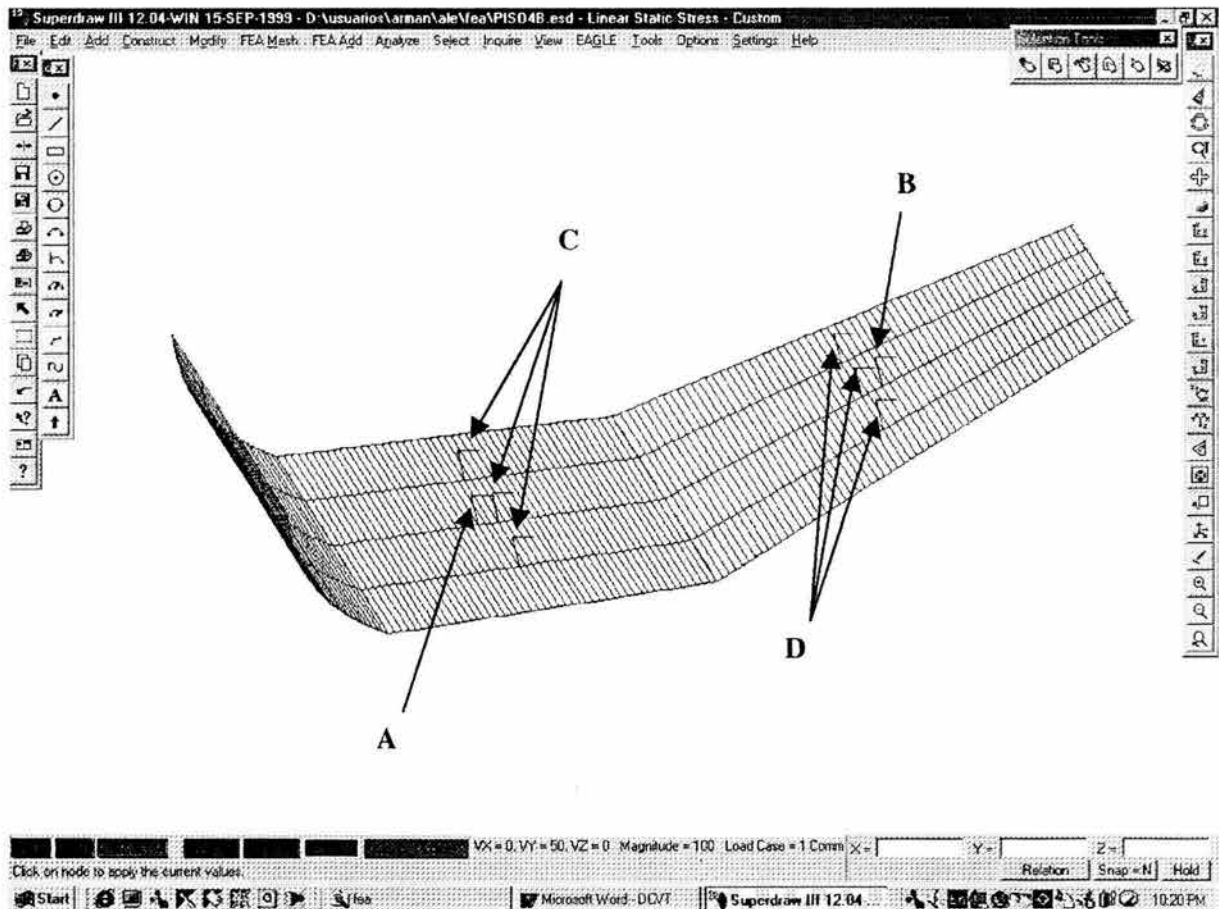 Superdraw III 12.04-WIN 15-SEP-1999 - D:\usuarios\arman\ale\fea\PISO4B.esd - Linear Static Stress - Custom
File Edit Add Construct Modify FEA Mesh FEA Add Analyze Select Inquire View EAGLE Tools Options Settings Help
B
C
D
A
VX = 0, VY = 50, VZ = 0 Magnitude = 100 Load Case = 1 Comm X = Y = Z =
Click on node to apply the current values. Relation Snap = N Hold
Start fea Microsoft Word - DCVT Superdraw III 12.04... 10:20 PM